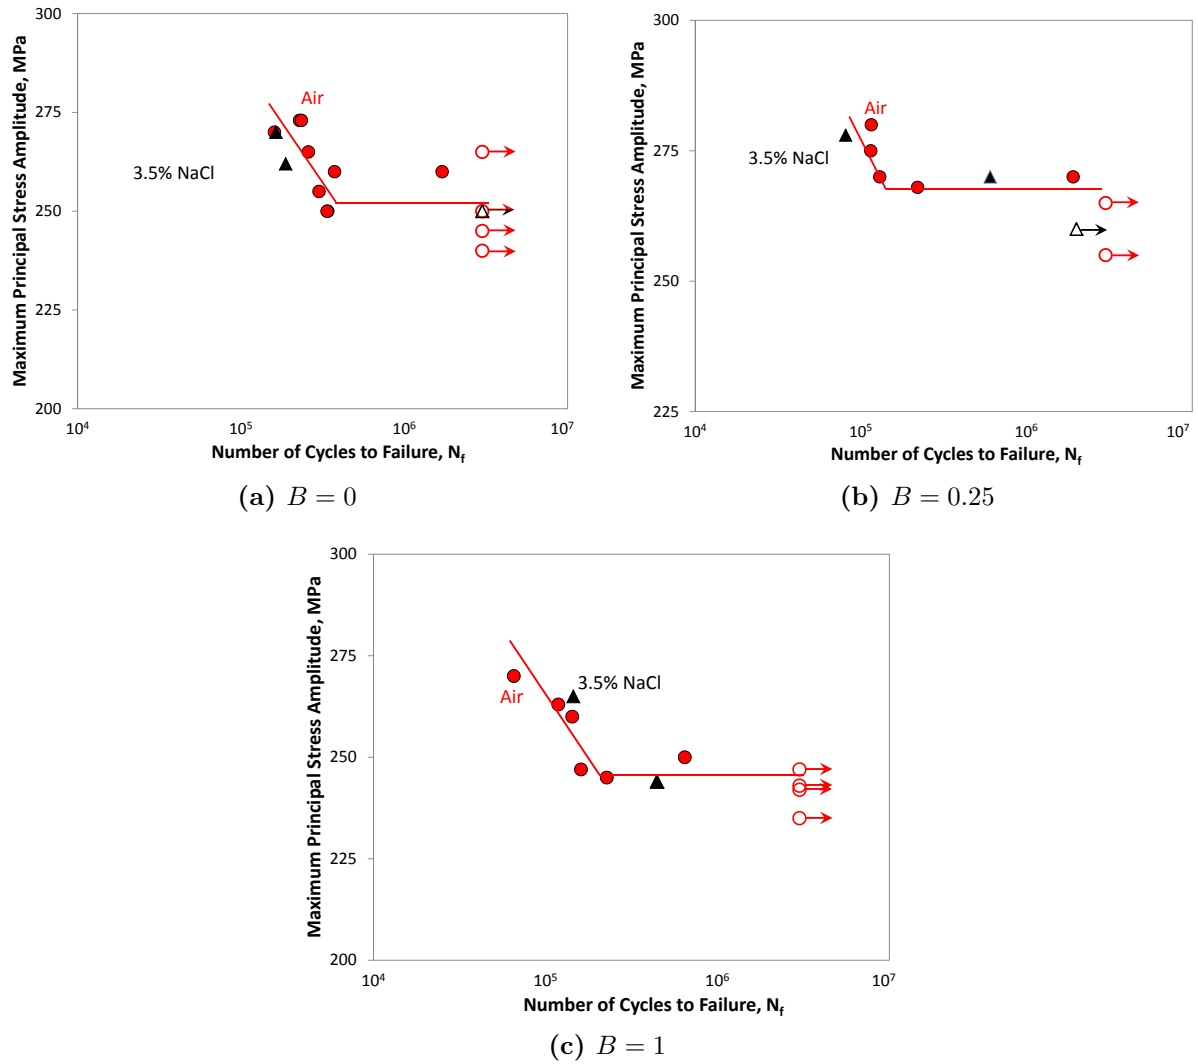 Maximum Principal Stress Amplitude, MPa
300
275
250
225
200
Air
3.5% NaCl
10⁴
10⁵
10⁶
10⁷
Number of Cycles to Failure, N_f
(a) B = 0
Maximum Principal Stress Amplitude, MPa
300
275
250
225
Air
3.5% NaCl
10⁴
10⁵
10⁶
10⁷
Number of Cycles to Failure, N_f
(b) B = 0.25
Maximum Principal Stress Amplitude, MPa
300
275
250
225
200
3.5% NaCl
Air
10⁴
10⁵
10⁶
10⁷
Number of Cycles to Failure, N_f
(c) B = 1